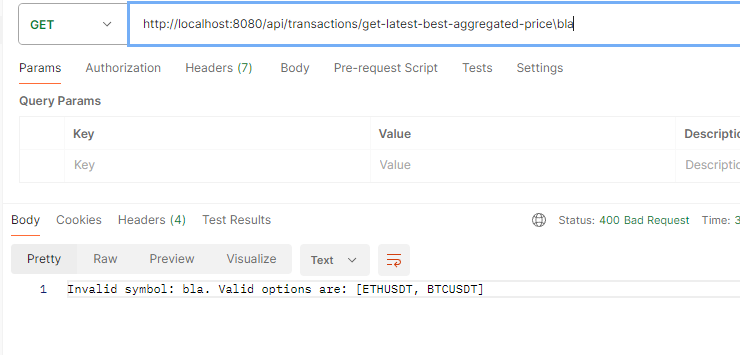 GET http://localhost:8080/api/transactions/get-latest-best-aggregated-price\bla
Params Authorization Headers (7) Body Pre-request Script Tests Settings
Query Params
Key Value Descripti
Key Value Descripti
Body Cookies Headers (4) Test Results Status: 400 Bad Request Time: 3
Pretty Raw Preview Visualize Text
1 Invalid symbol: bla. Valid options are: [ETHUSDT, BTCUSDT]